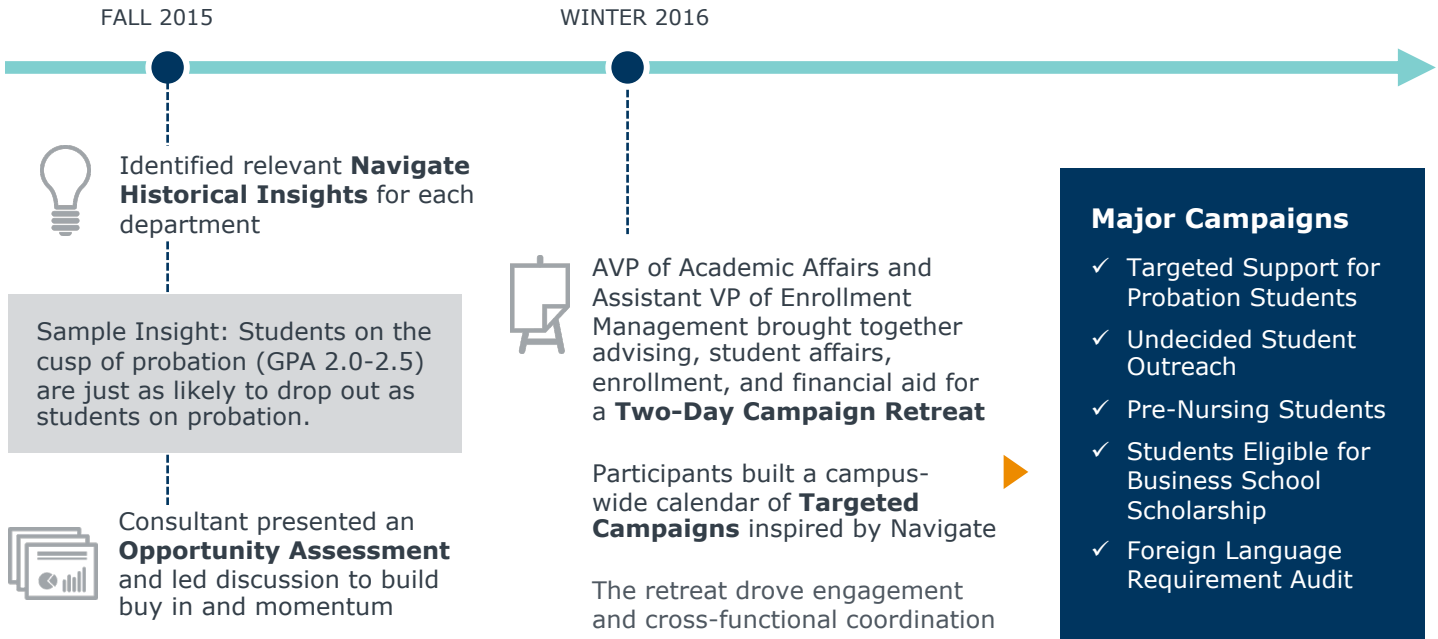 FALL 2015
WINTER 2016
Identified relevant Navigate
Historical Insights for each
department
Sample Insight: Students on the
cusp of probation (GPA 2.0-2.5)
are just as likely to drop out as
students on probation.
Consultant presented an
Opportunity Assessment
and led discussion to build
buy in and momentum
AVP of Academic Affairs and
Assistant VP of Enrollment
Management brought together
advising, student affairs,
enrollment, and financial aid for
a Two-Day Campaign Retreat
Participants built a campus-
wide calendar of Targeted
Campaigns inspired by Navigate
The retreat drove engagement
and cross-functional coordination
Major Campaigns
✓ Targeted Support for
Probation Students
✓ Undecided Student
Outreach
✓ Pre-Nursing Students
✓ Students Eligible for
Business School
Scholarship
✓ Foreign Language
Requirement Audit